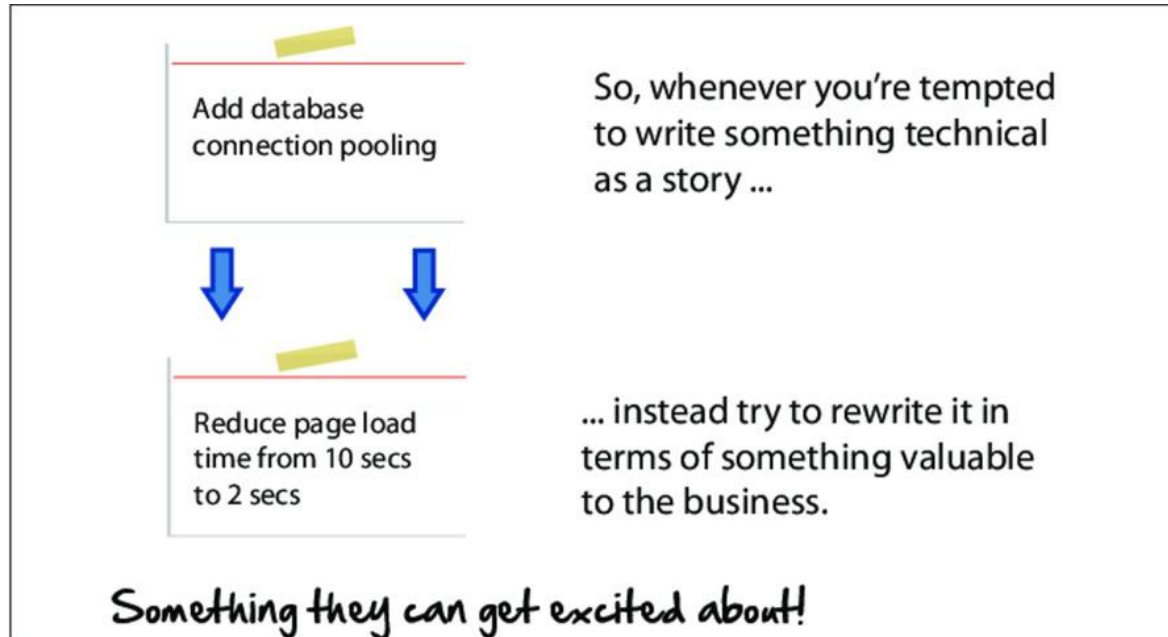 Add database
connection pooling
So, whenever you're tempted
to write something technical
as a story ...
Reduce page load
time from 10 secs
to 2 secs
... instead try to rewrite it in
terms of something valuable
to the business.
Something they can get excited about!